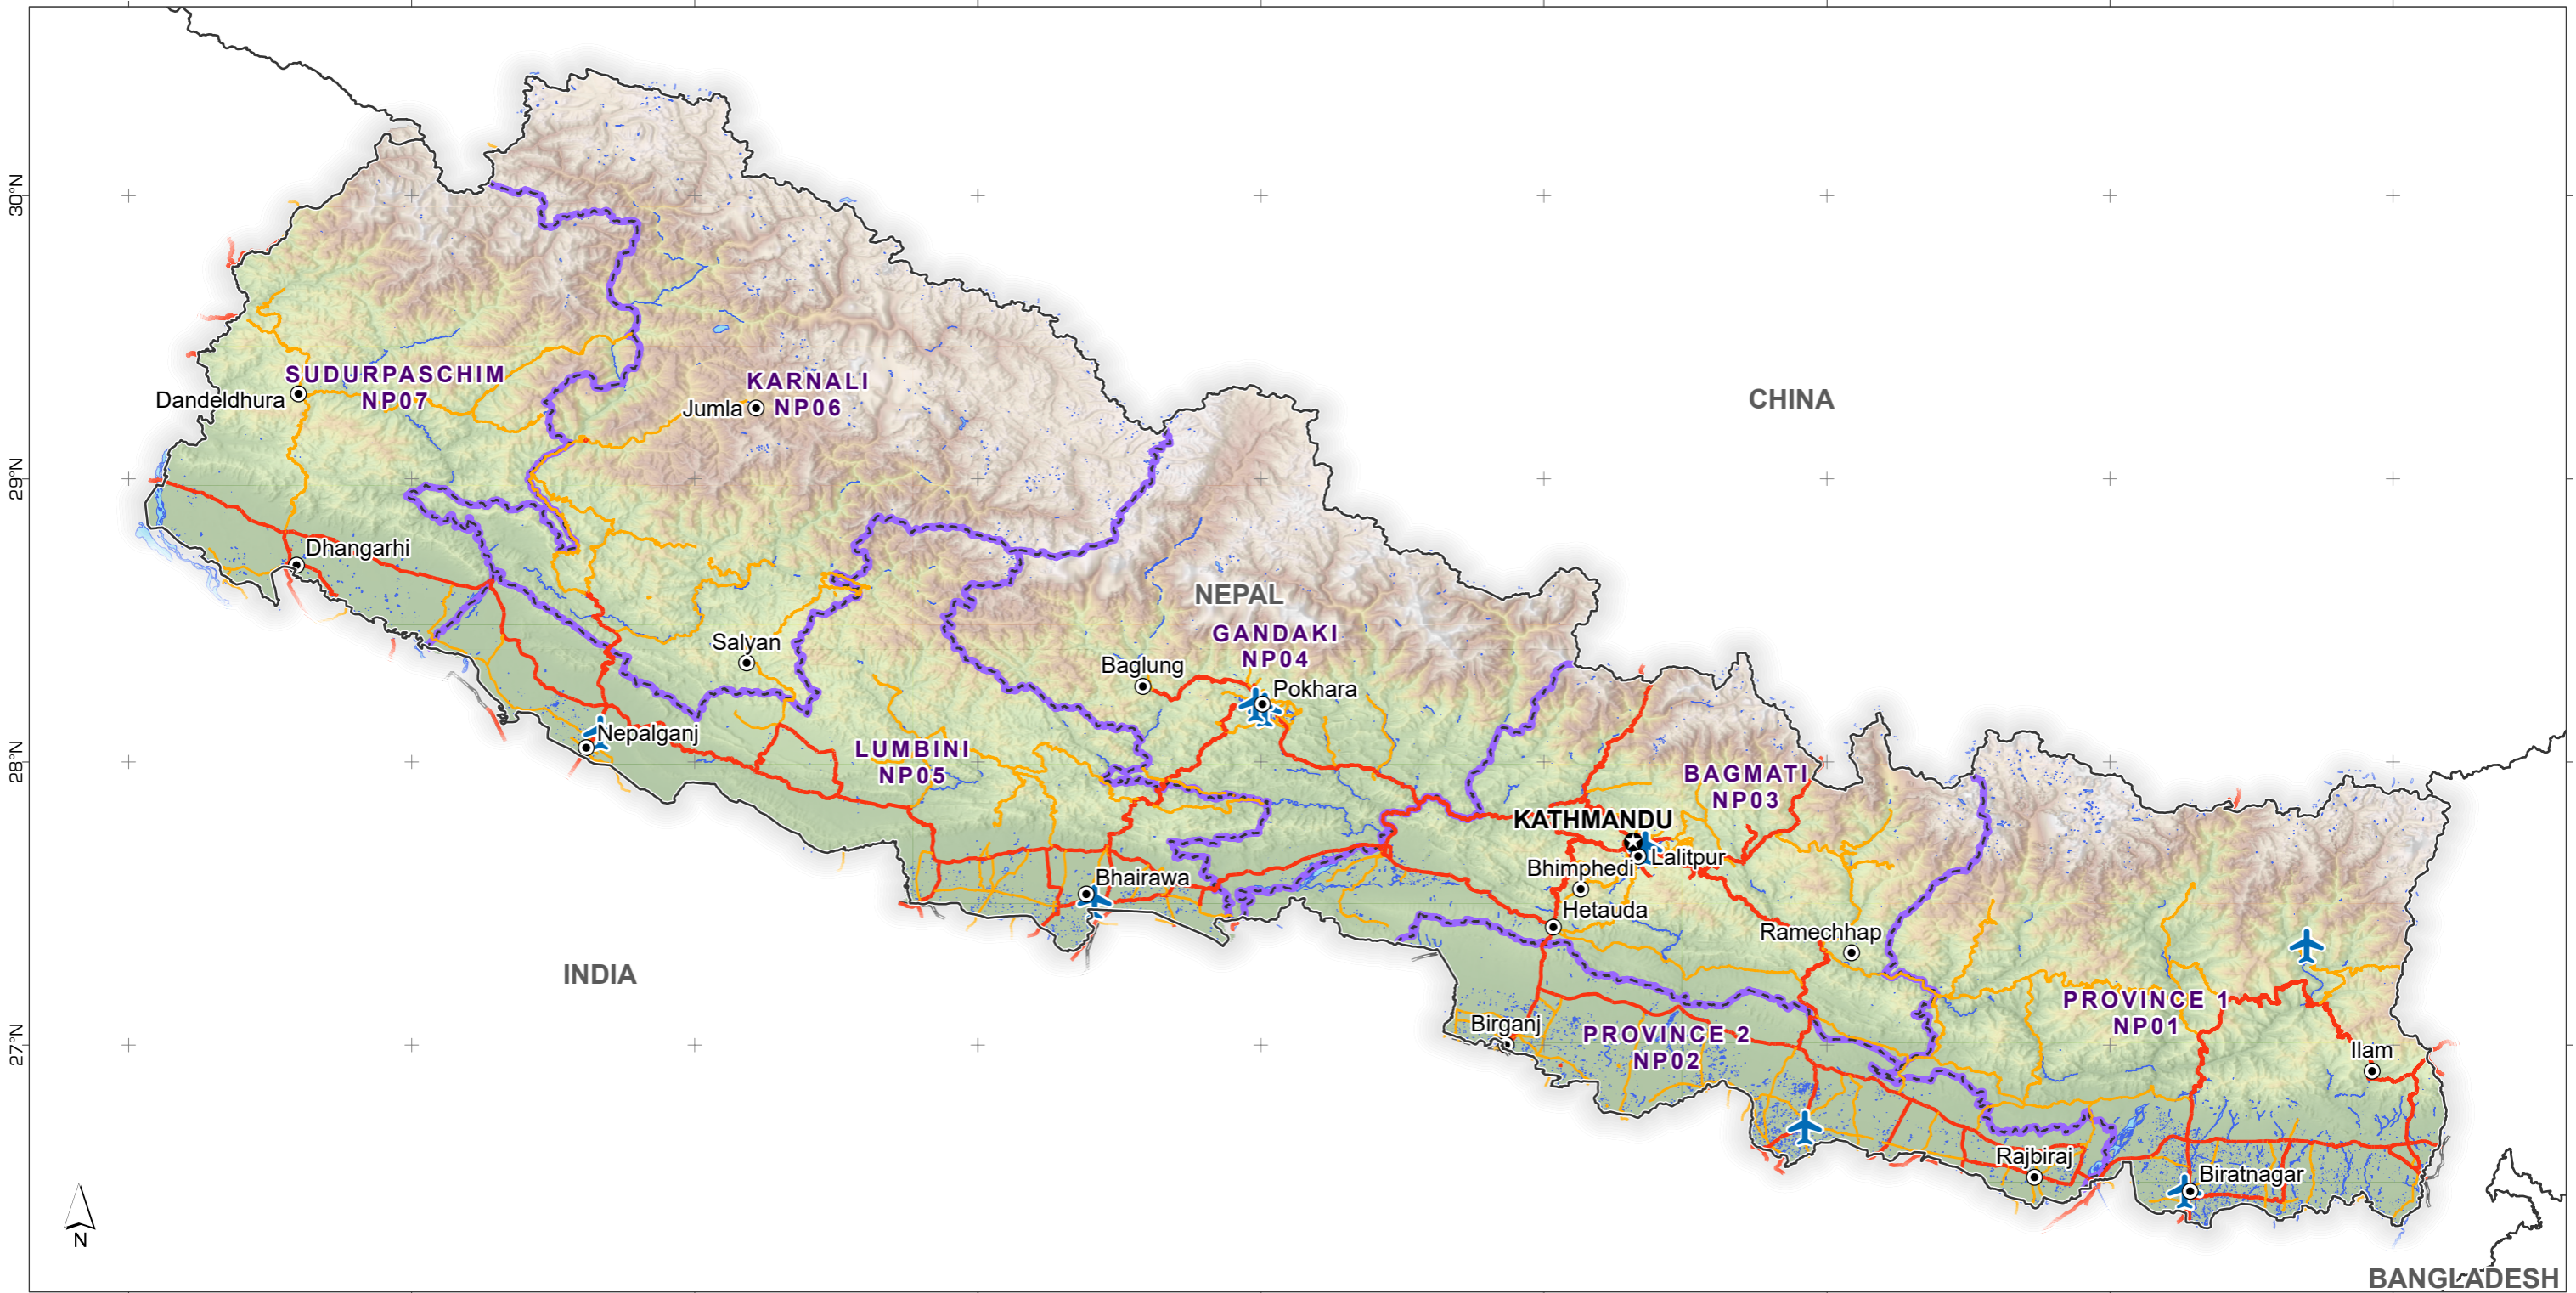 30°N
29°N
28°N
27°N
SUDURPASCHIM
NP07
Dandeldhura
KARNALI
NP06
Jumla
CHINA
Dhangarhi
NEPAL
GANDAKI
NP04
Salyan
Baglung
Pokhara
Nepalganj
LUMBINI
NP05
BAGMATI
NP03
KATHMANDU
Lalitpur
Bhimphedi
Bhairawa
Hetauda
Ramechhap
INDIA
PROVINCE 1
NP01
Birganj
PROVINCE 2
NP02
Ilam
Rajbiraj
Biratnagar
N
BANGLADESH